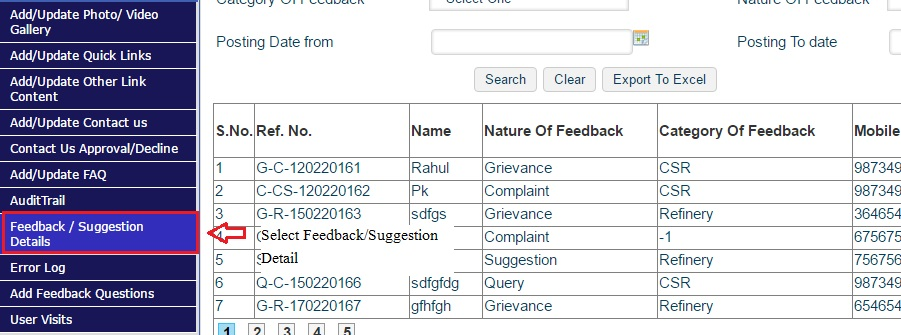 Add/Update Photo/ Video
Gallery
Add/Update Quick Links
Add/Update Other Link
Content
Add/Update Contact us
Contact Us Approval/Decline
Add/Update FAQ
AuditTrail
Feedback / Suggestion
Details
Error Log
Add Feedback Questions
User Visits
Category Of Feedback Select One Nature Of Feedback
Posting Date from Posting To date
Search Clear Export To Excel
S.No. Ref. No. Name Nature Of Feedback Category Of Feedback Mobile
1 G-C-120220161 Rahul Grievance CSR 987349
2 C-CS-120220162 Pk Complaint CSR 987349
3 G-R-150220163 sdfgs Grievance Refinery 364654
4 Complaint -1 675675
Select Feedback/Suggestion
Detail
5 Suggestion Refinery 756756
6 Q-C-150220166 sdfgfdg Query CSR 987349
7 G-R-170220167 gfhfgh Grievance Refinery 654654
1 2 3 4 5